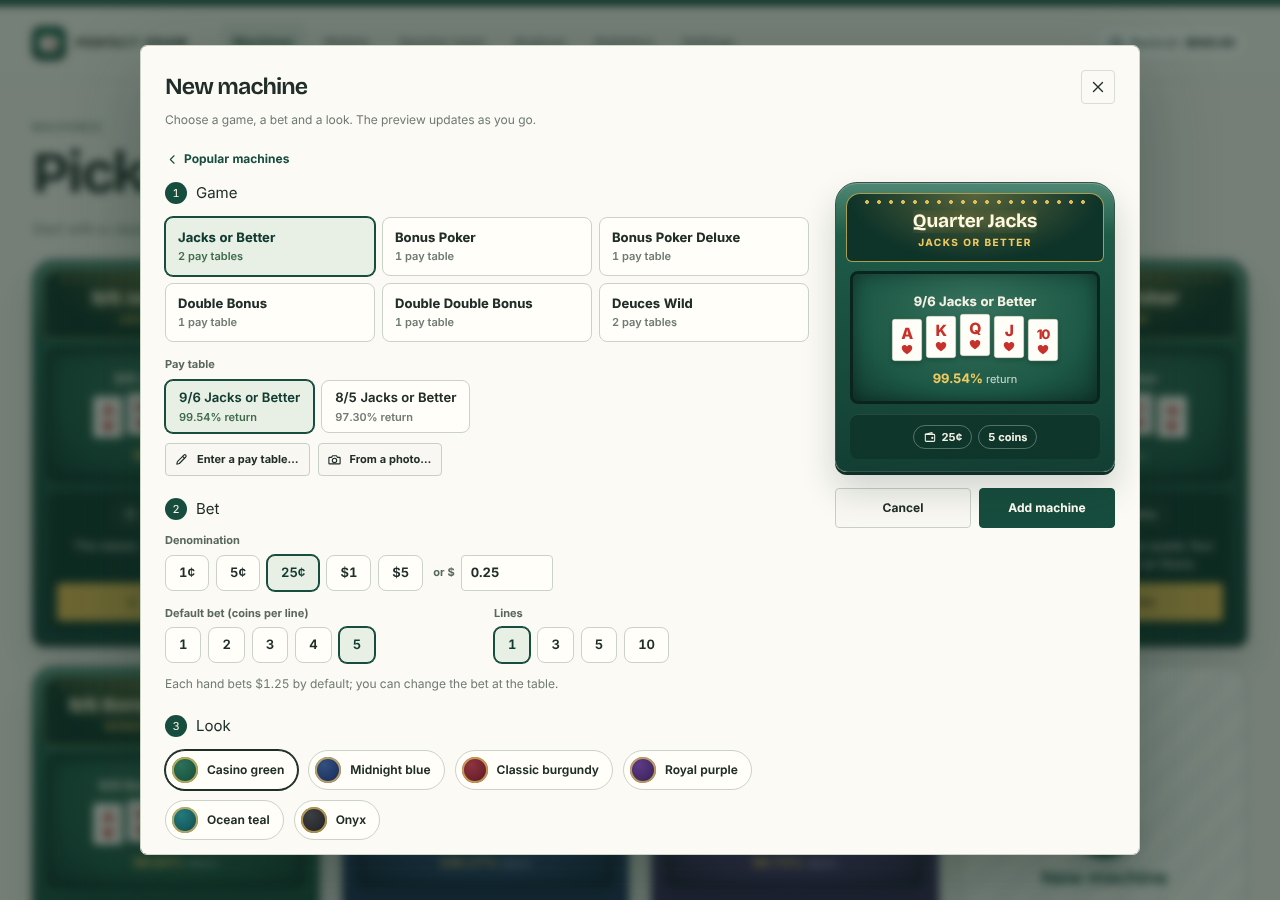 New machine
Choose a game, a bet and a look. The preview updates as you go.
Popular machines
1 Game
Jacks or Better
2 pay tables
Bonus Poker
1 pay table
Bonus Poker Deluxe
1 pay table
Double Bonus
1 pay table
Double Double Bonus
1 pay table
Deuces Wild
2 pay tables
Pay table
9/6 Jacks or Better
99.54% return
8/5 Jacks or Better
97.30% return
Enter a pay table...
From a photo...
2 Bet
Denomination
1¢ 5¢ 25¢ $1 $5 or $ 0.25
Default bet (coins per line)
1 2 3 4 5
Lines
1 3 5 10
Each hand bets $1.25 by default; you can change the bet at the table.
3 Look
Casino green
Midnight blue
Classic burgundy
Royal purple
Ocean teal
Onyx
Quarter Jacks
JACKS OR BETTER
9/6 Jacks or Better
A K Q J 10
99.54% return
25¢ 5 coins
Cancel
Add machine
Pick
New machine